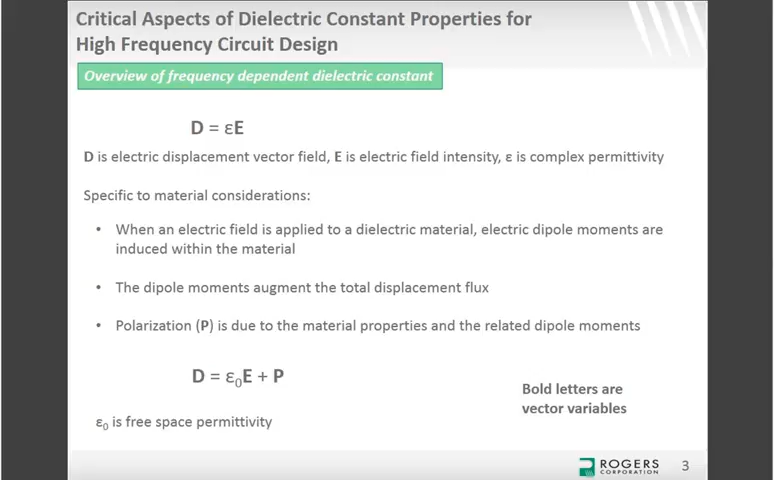 Critical Aspects of Dielectric Constant Properties for
High Frequency Circuit Design
Overview of frequency dependent dielectric constant
D = εE
D is electric displacement vector field, E is electric field intensity, ε is complex permittivity
Specific to material considerations:
• When an electric field is applied to a dielectric material, electric dipole moments are
induced within the material
• The dipole moments augment the total displacement flux
• Polarization (P) is due to the material properties and the related dipole moments
D = ε₀E + P
Bold letters are
vector variables
ε₀ is free space permittivity
ROGERS
CORPORATION
3